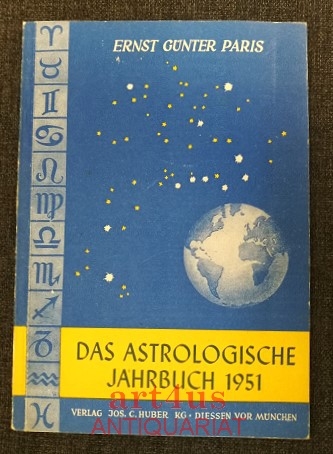 ERNST GÜNTER PARIS
DAS ASTROLOGISCHE
JAHRBUCH 1951
VERLAG JOS. C. HUBER KG · DIESSEN VOR MÜNCHEN
art4us
ANTIQUARIAT